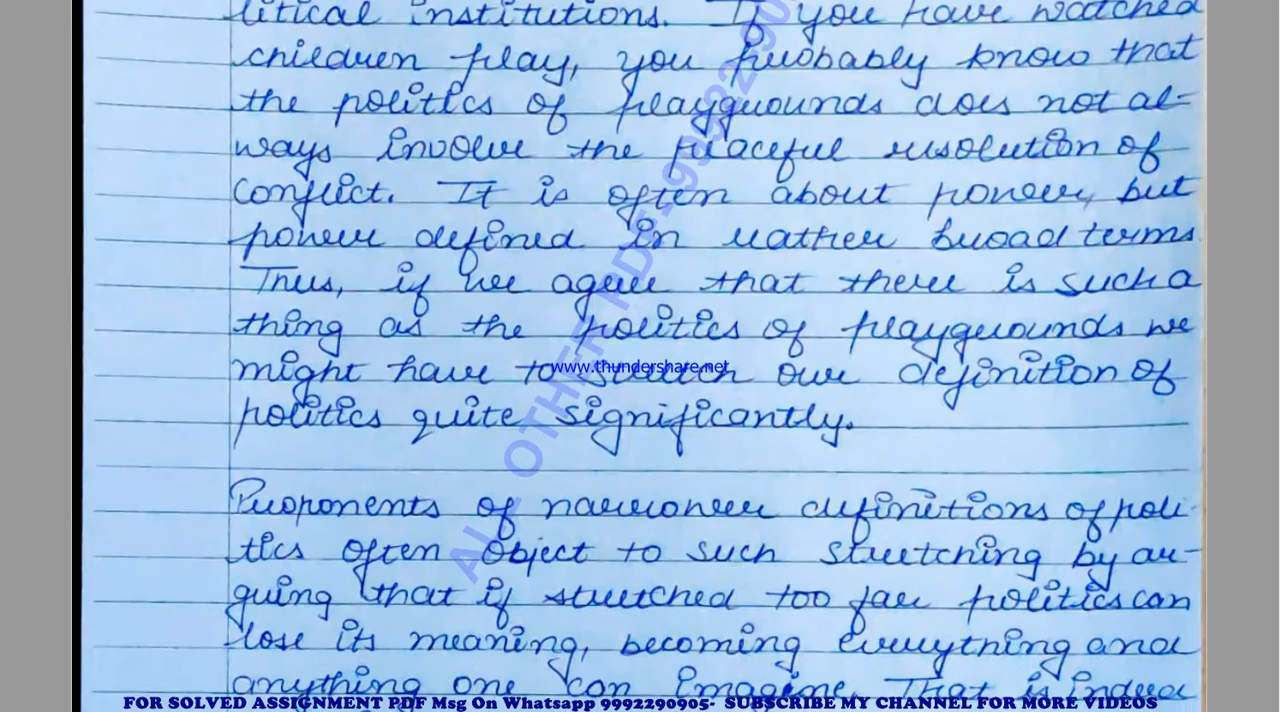 litical institutions. If you have watched
children play, you probably know that
the politics of playgrounds does not al-
ways involve the peaceful resolution of
conflict. It is often about power, but
power defined in rather broad terms
Thus, if we agree that there is such a
thing as the politics of playgrounds we
might have to stretch our definition of
www.thundershare.net
politics quite significantly.
Proponents of narrower definitions of poli-
tics often object to such stretching by ar-
guing that if stretched too far politics can
lose its meaning, becoming everything and
anything one can imagine. That is indeed
FOR SOLVED ASSIGNMENT PDF Msg On Whatsapp 9992290905- SUBSCRIBE MY CHANNEL FOR MORE VIDEOS